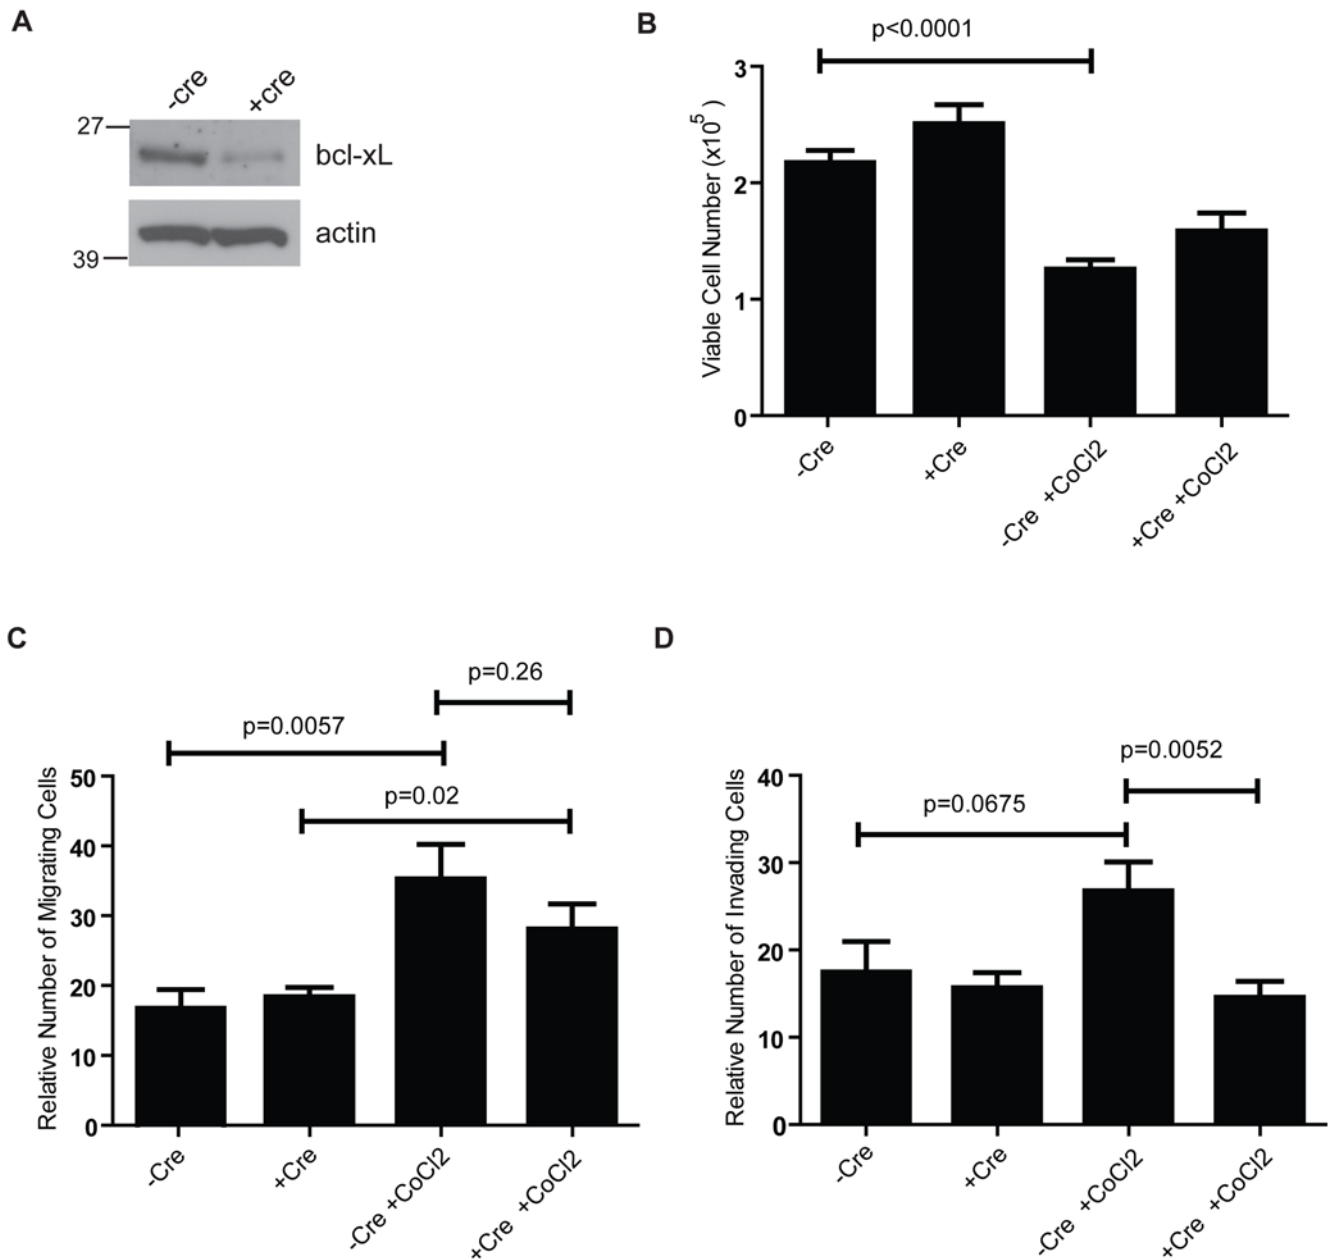 A
-cre +cre
27
bcl-xL
actin
39
B
p<0.0001
Viable Cell Number (x10⁵ )
3
2
1
0
-Cre
+Cre
-Cre +CoCl2
+Cre +CoCl2
C
p=0.26
p=0.0057
p=0.02
Relative Number of Migrating Cells
50
40
30
20
10
0
-Cre
+Cre
-Cre +CoCl2
+Cre +CoCl2
D
p=0.0052
p=0.0675
Relative Number of Invading Cells
40
30
20
10
0
-Cre
+Cre
-Cre +CoCl2
+Cre +CoCl2